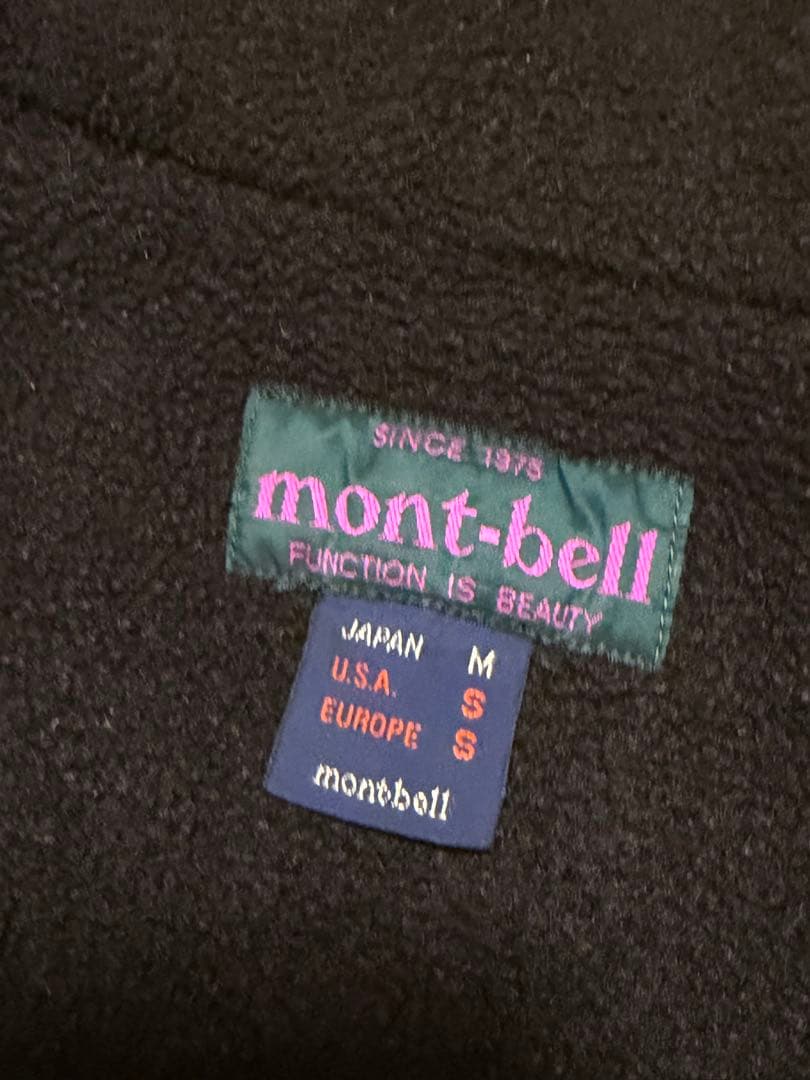 SINCE 1975
mont-bell
FUNCTION IS BEAUTY
JAPAN M
U.S.A. S
EUROPE S
montbell